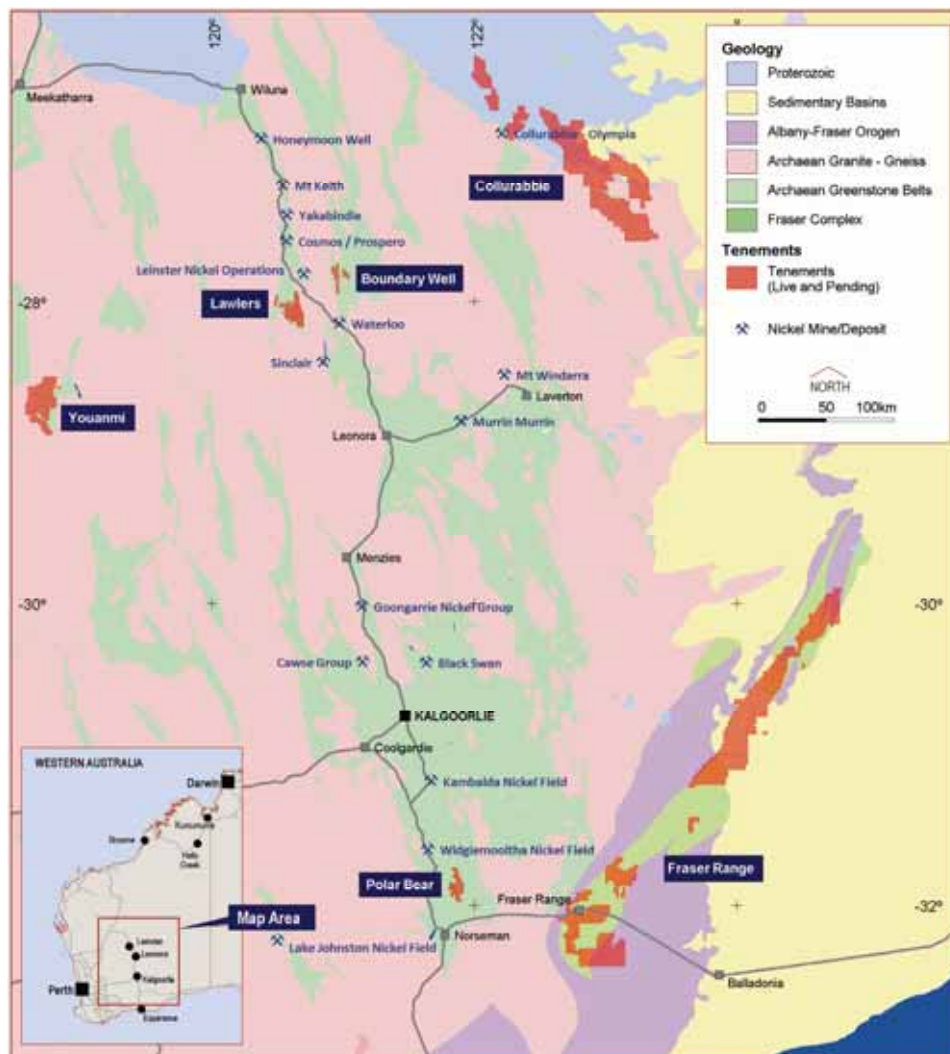 120°
122°
Meekatharra
Wiluna
Honeymoon Well
Collurabbie - Olympia
Collurabbie
Mt Keith
Yakabindie
Cosmos / Prospero
Leinster Nickel Operations
Boundary Well
-28°
Lawlers
Waterloo
Sinclair
Mt Windarra
Laverton
Youanmi
Murrin Murrin
Leonora
Geology
Proterozoic
Sedimentary Basins
Albany-Fraser Orogen
Archaean Granite - Gneiss
Archaean Greenstone Belts
Fraser Complex
Tenements
Tenements
(Live and Pending)
Nickel Mine/Deposit
NORTH
0 50 100km
Menzies
-30°
-30°
Goongarrie Nickel Group
Cawse Group
Black Swan
KALGOORLIE
Coolgardie
Kambalda Nickel Field
Widgiemooltha Nickel Field
Polar Bear
Fraser Range
Fraser Range
-32°
Norseman
Lake Johnston Nickel Field
Balladonia
WESTERN AUSTRALIA
Darwin
Kununurra
Broome
Halls
Creek
Map Area
Leinster
Leonora
Kalgoorlie
Perth
Esperance